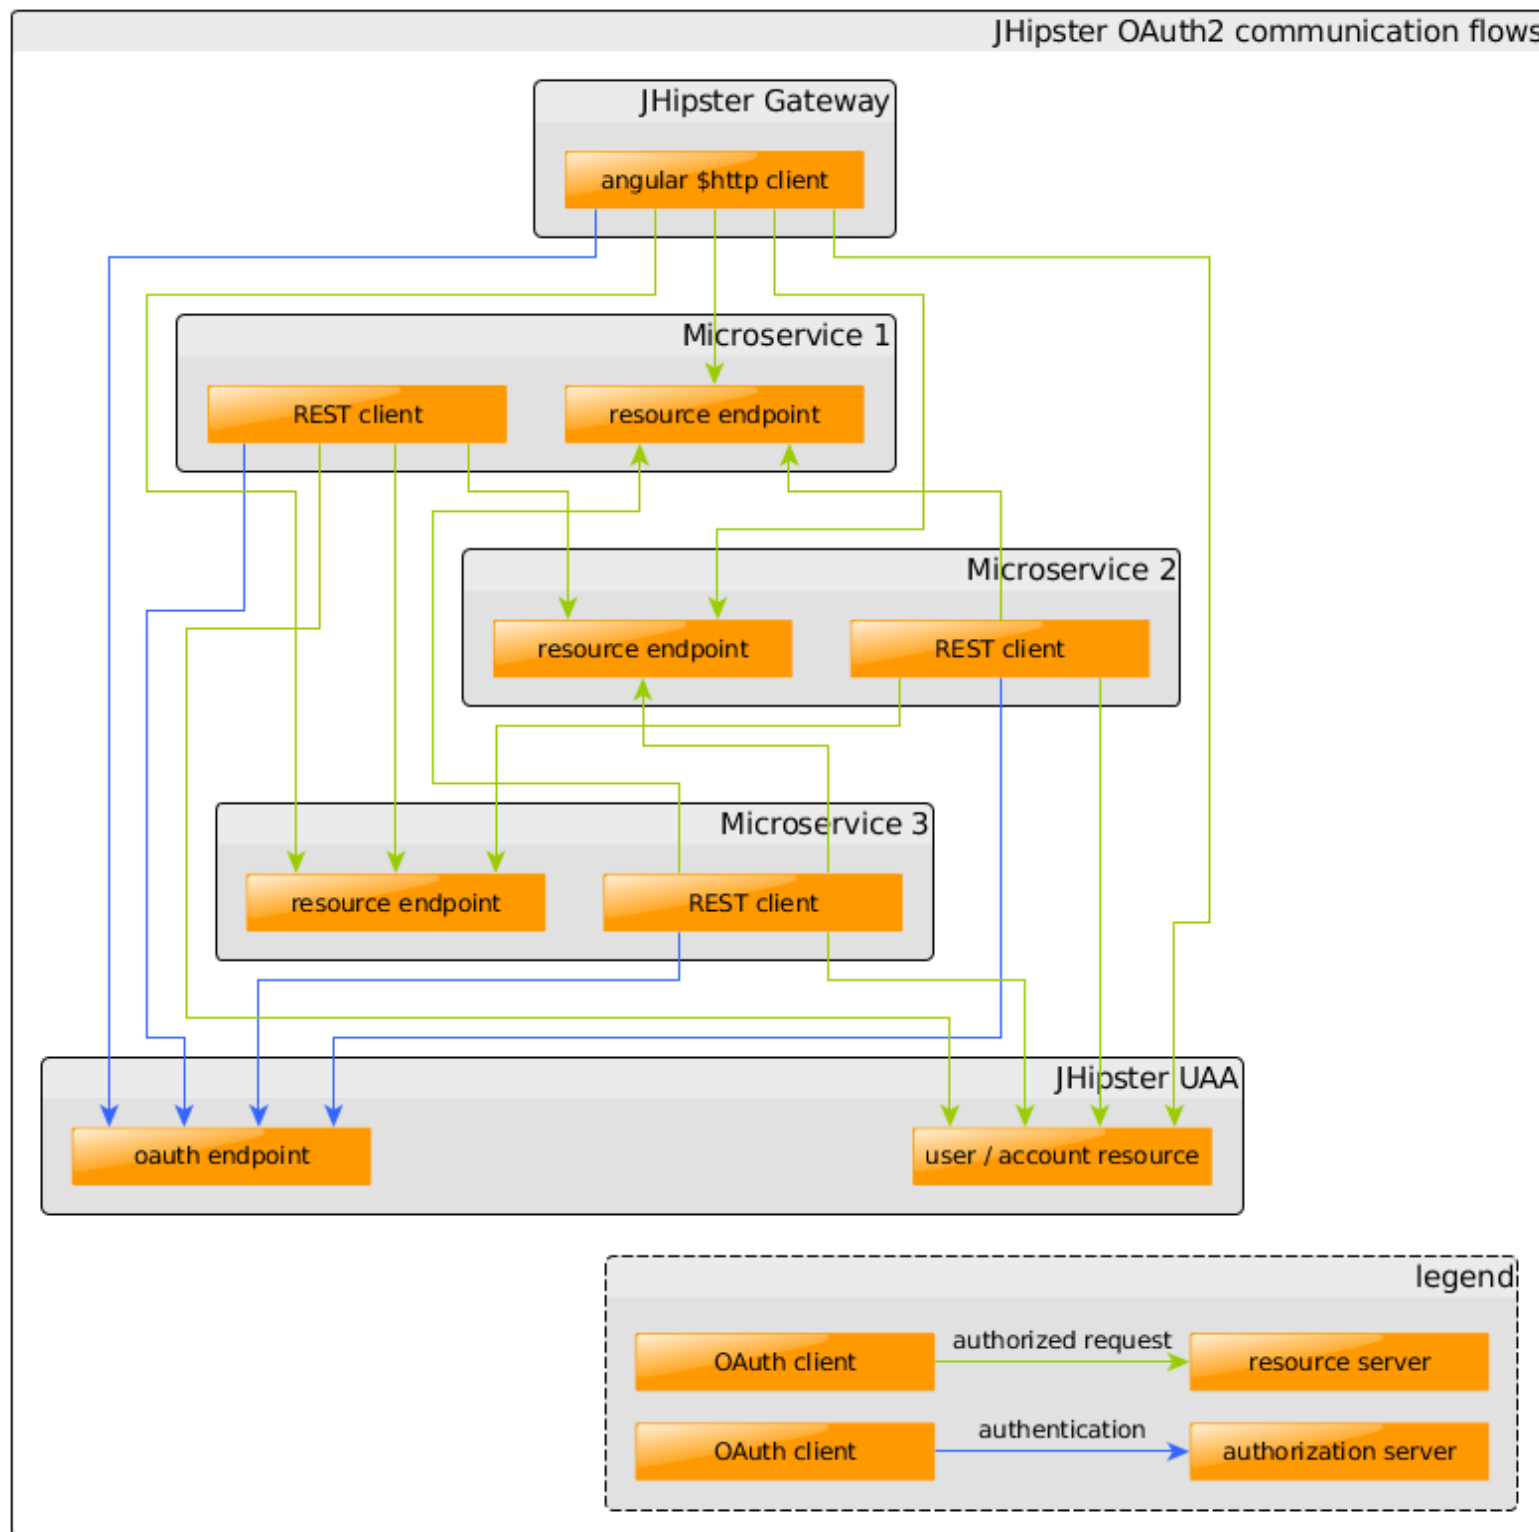 JHipster OAuth2 communication flows
JHipster Gateway
angular $http client
Microservice 1
REST client
resource endpoint
Microservice 2
resource endpoint
REST client
Microservice 3
resource endpoint
REST client
JHipster UAA
oauth endpoint
user / account resource
legend
OAuth client
authorized request
resource server
OAuth client
authentication
authorization server